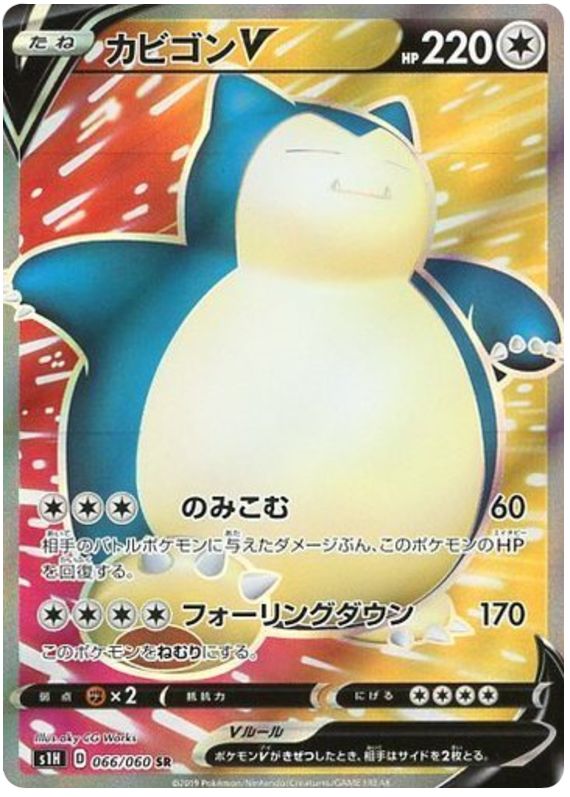 たね カビゴンV HP 220
のみこむ 60
相手のバトルポケモンに与えたダメージぶん、このポケモンのHP
を回復する。
フォーリングダウン 170
このポケモンをねむりにする。
弱点 ×2 抵抗力 にげる
Illus. aky CG Works
Vルール
ポケモンVがきぜつしたとき、相手はサイドを2枚とる。
s1H D 066/060 SR
©2019 Pokémon/Nintendo/Creatures/GAME FREAK